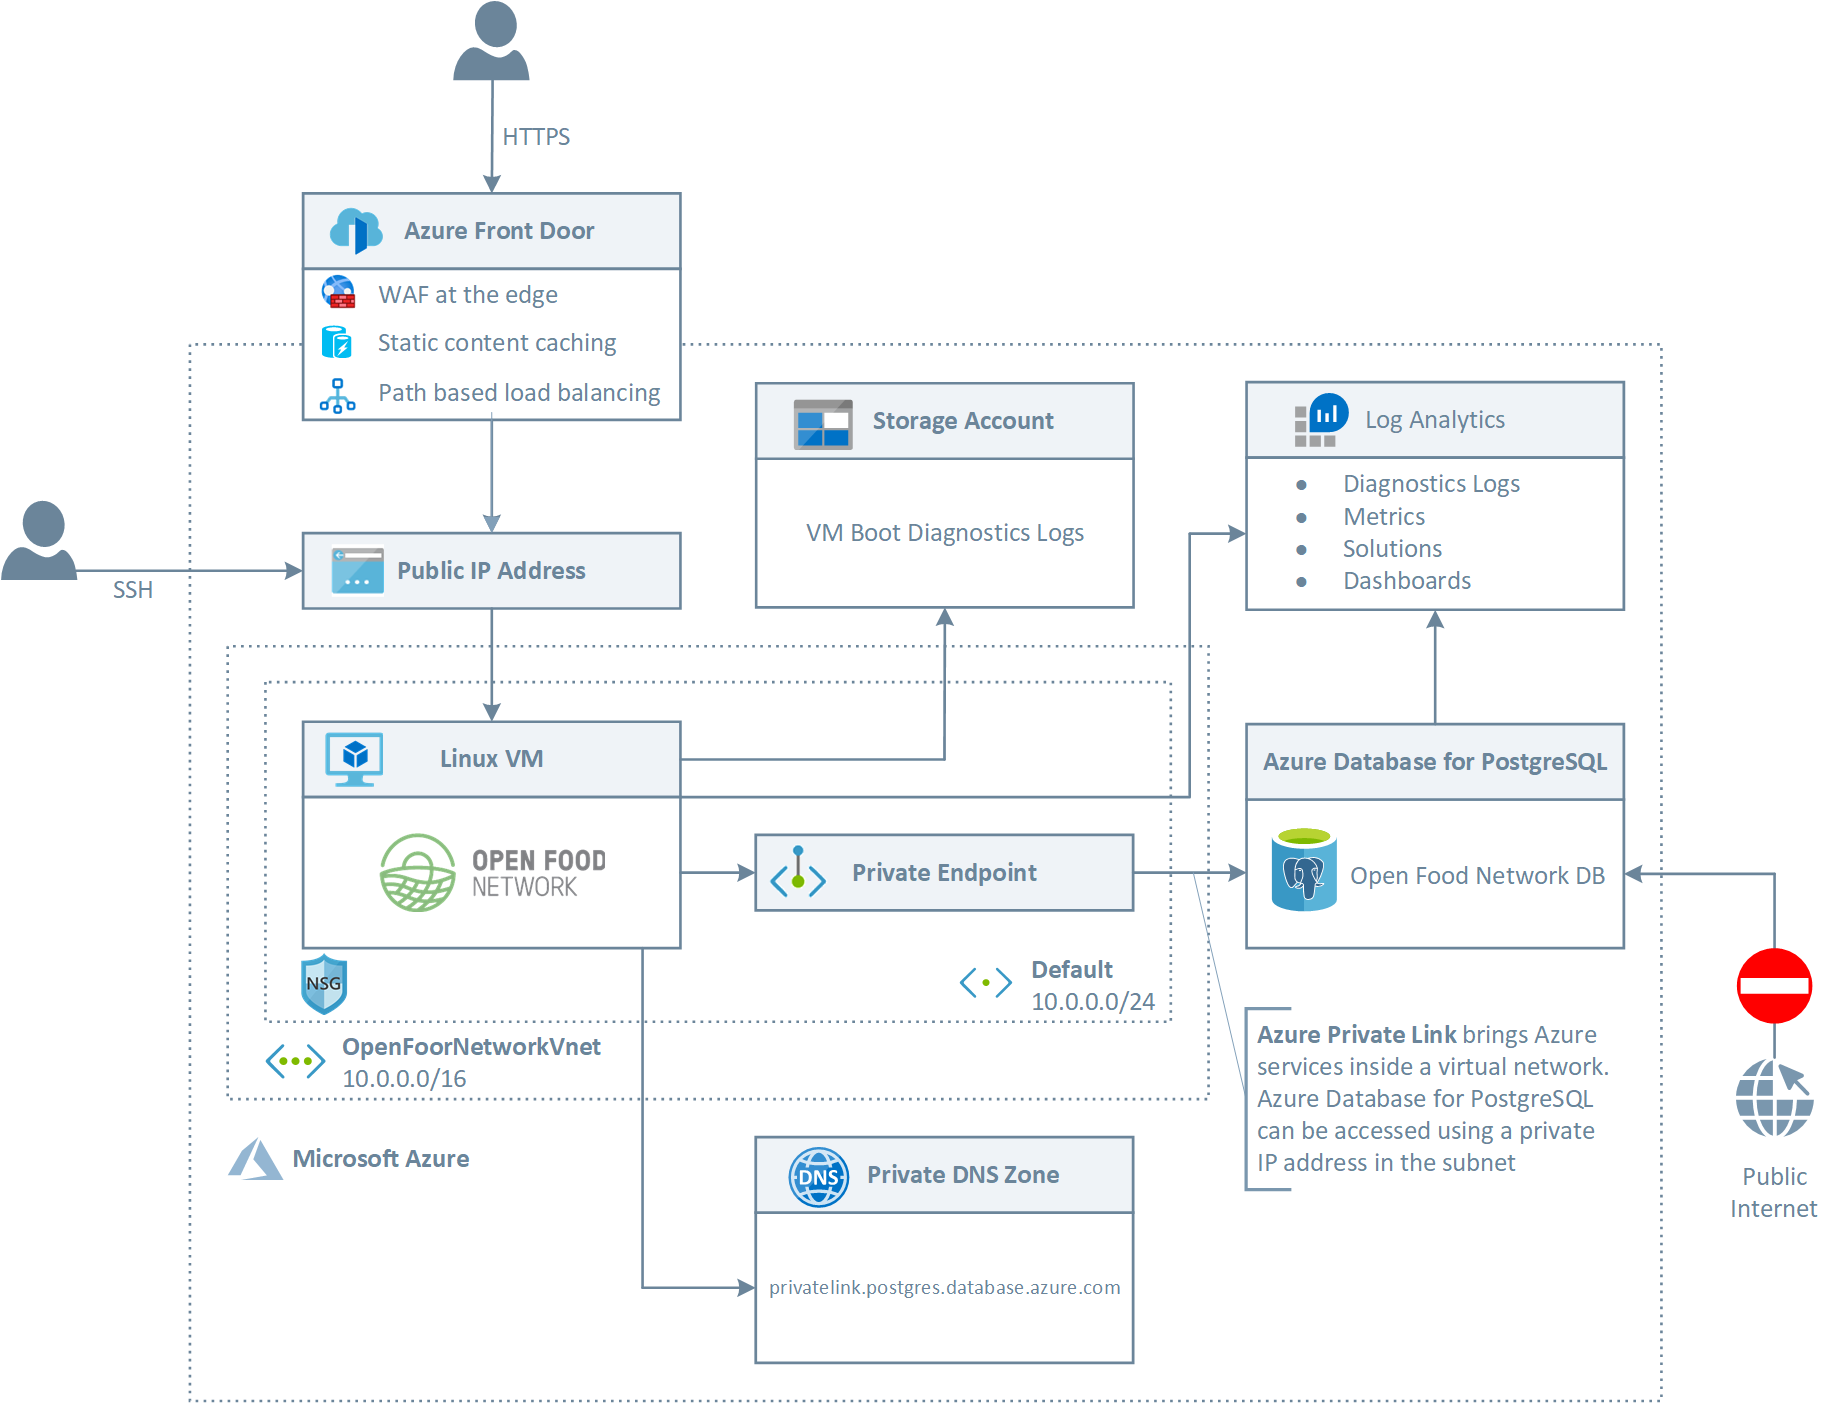 HTTPS
Azure Front Door
WAF at the edge
Static content caching
Path based load balancing
Storage Account
VM Boot Diagnostics Logs
Log Analytics
Diagnostics Logs
Metrics
Solutions
Dashboards
SSH
Public IP Address
Linux VM
OPEN FOOD
NETWORK
NSG
Private Endpoint
Default
10.0.0.0/24
OpenFoorNetworkVnet
10.0.0.0/16
Azure Database for PostgreSQL
Open Food Network DB
Azure Private Link brings Azure
services inside a virtual network.
Azure Database for PostgreSQL
can be accessed using a private
IP address in the subnet
Public
Internet
Microsoft Azure
DNS
Private DNS Zone
privatelink.postgres.database.azure.com